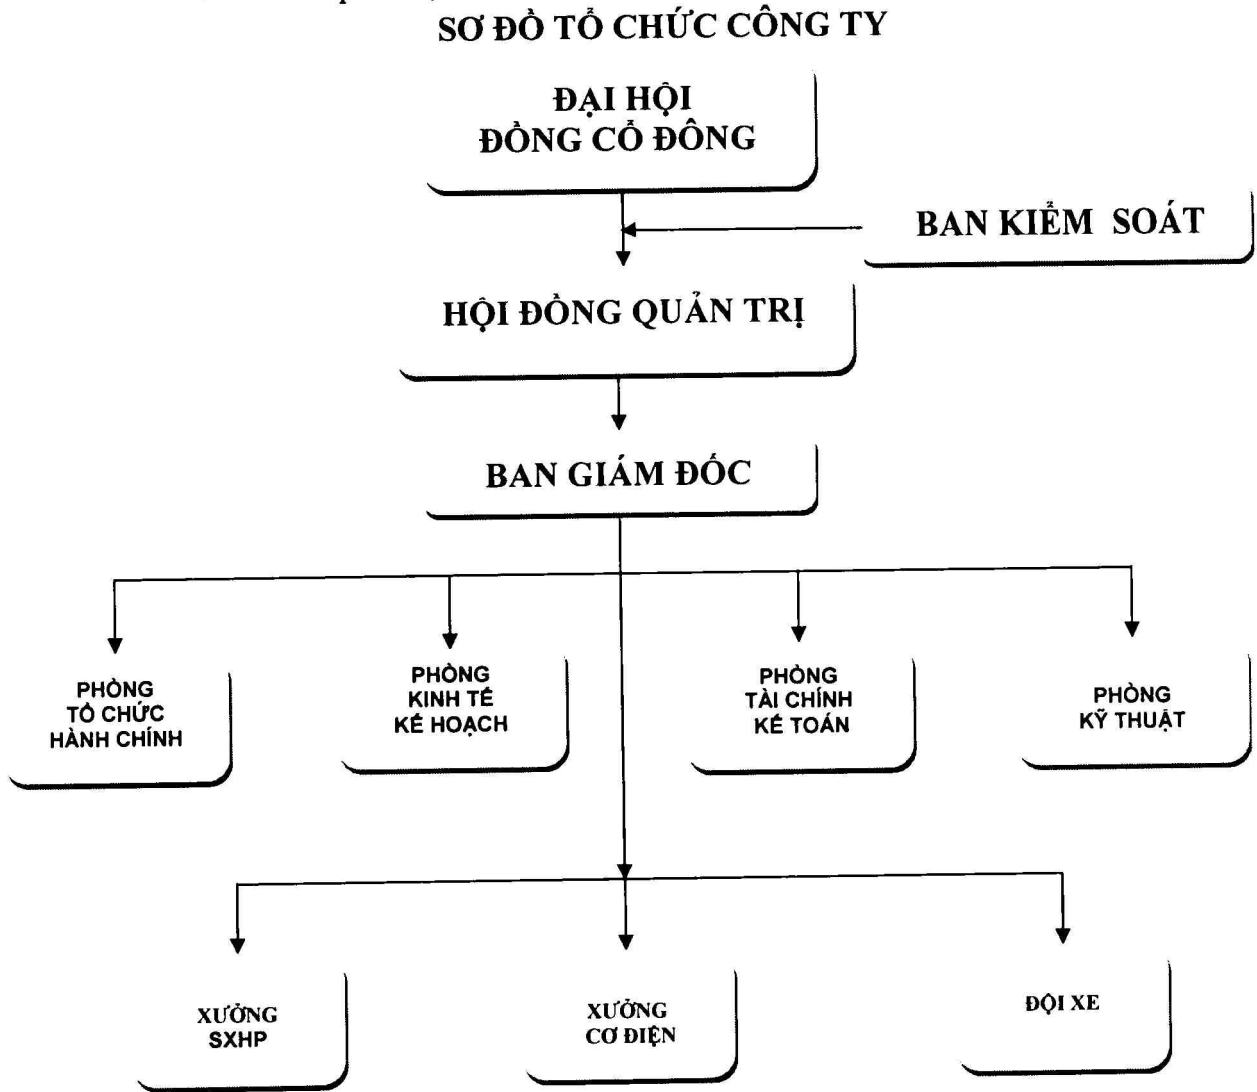 SƠ ĐỒ TỔ CHỨC CÔNG TY
ĐẠI HỘI
ĐỒNG CỔ ĐÔNG
BAN KIỂM SOÁT
HỘI ĐỒNG QUẢN TRỊ
BAN GIÁM ĐỐC
PHÒNG
TỔ CHỨC
HÀNH CHÍNH
PHÒNG
KINH TẾ
KẾ HOẠCH
PHÒNG
TÀI CHÍNH
KẾ TOÁN
PHÒNG
KỸ THUẬT
XƯỞNG
SXHP
XƯỞNG
CƠ ĐIỆN
ĐỘI XE